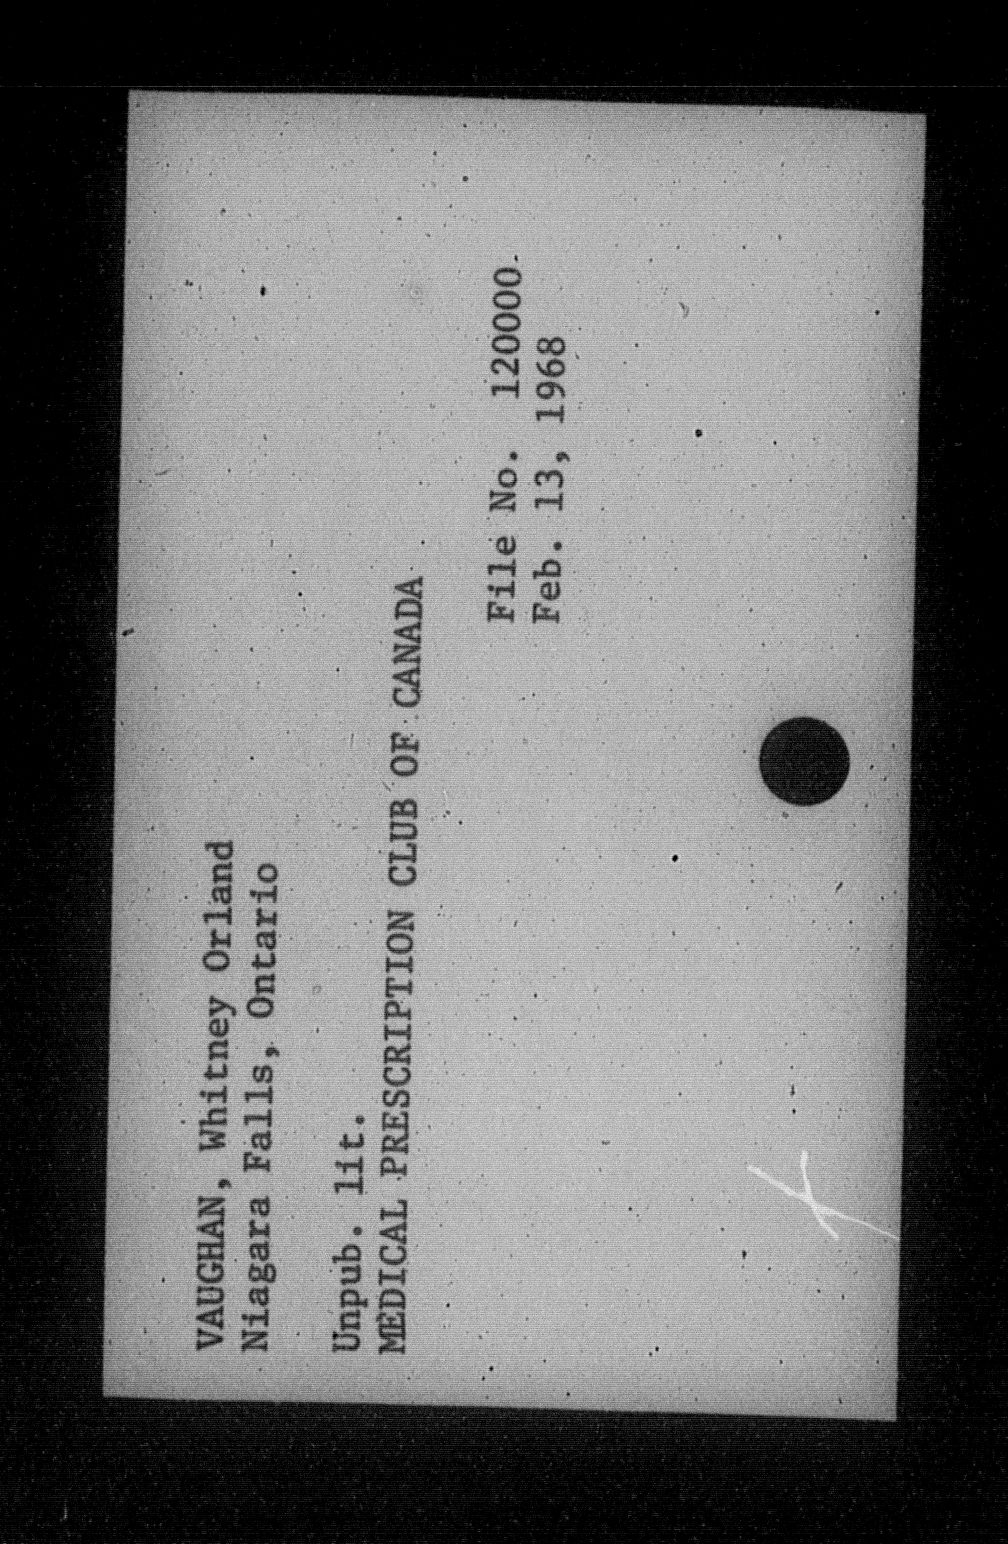 VAUGHAN, Whitney Orland
Niagara Falls, Ontario
Unpub. lit.
MEDICAL PRESCRIPTION CLUB OF CANADA
File No. 120000
Feb. 13, 1968